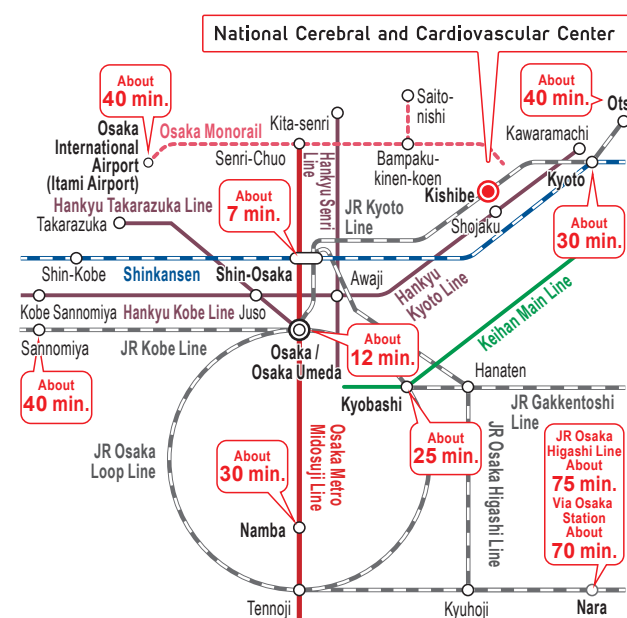 National Cerebral and Cardiovascular Center
About
40 min.
Osaka
International
Airport
(Itami Airport)
Osaka Monorail
Kita-senri
Senri-Chuo
Hankyu Senri
Line
Saito-
nishi
Bampaku-
kinen-koen
About
40 min.
Ots
Kawaramachi
Kyoto
Kishibe
Shojaku
About
30 min.
Hankyu Takarazuka Line
Takarazuka
About
7 min.
JR Kyoto
Line
Shin-Kobe
Shinkansen
Shin-Osaka
Awaji
Hankyu
Kyoto Line
Keihan Main Line
Kobe Sannomiya
Hankyu Kobe Line
Juso
Sannomiya
JR Kobe Line
Osaka /
Osaka Umeda
About
12 min.
About
40 min.
Kyobashi
Hanaten
JR Gakkentoshi
Line
About
25 min.
JR Osaka
Loop Line
About
30 min.
Osaka Metro
Midosuji Line
JR Osaka Higashi Line
JR Osaka
Higashi Line
About
75 min.
Via Osaka
Station
About
70 min.
Namba
Tennoji
Kyuhoji
Nara